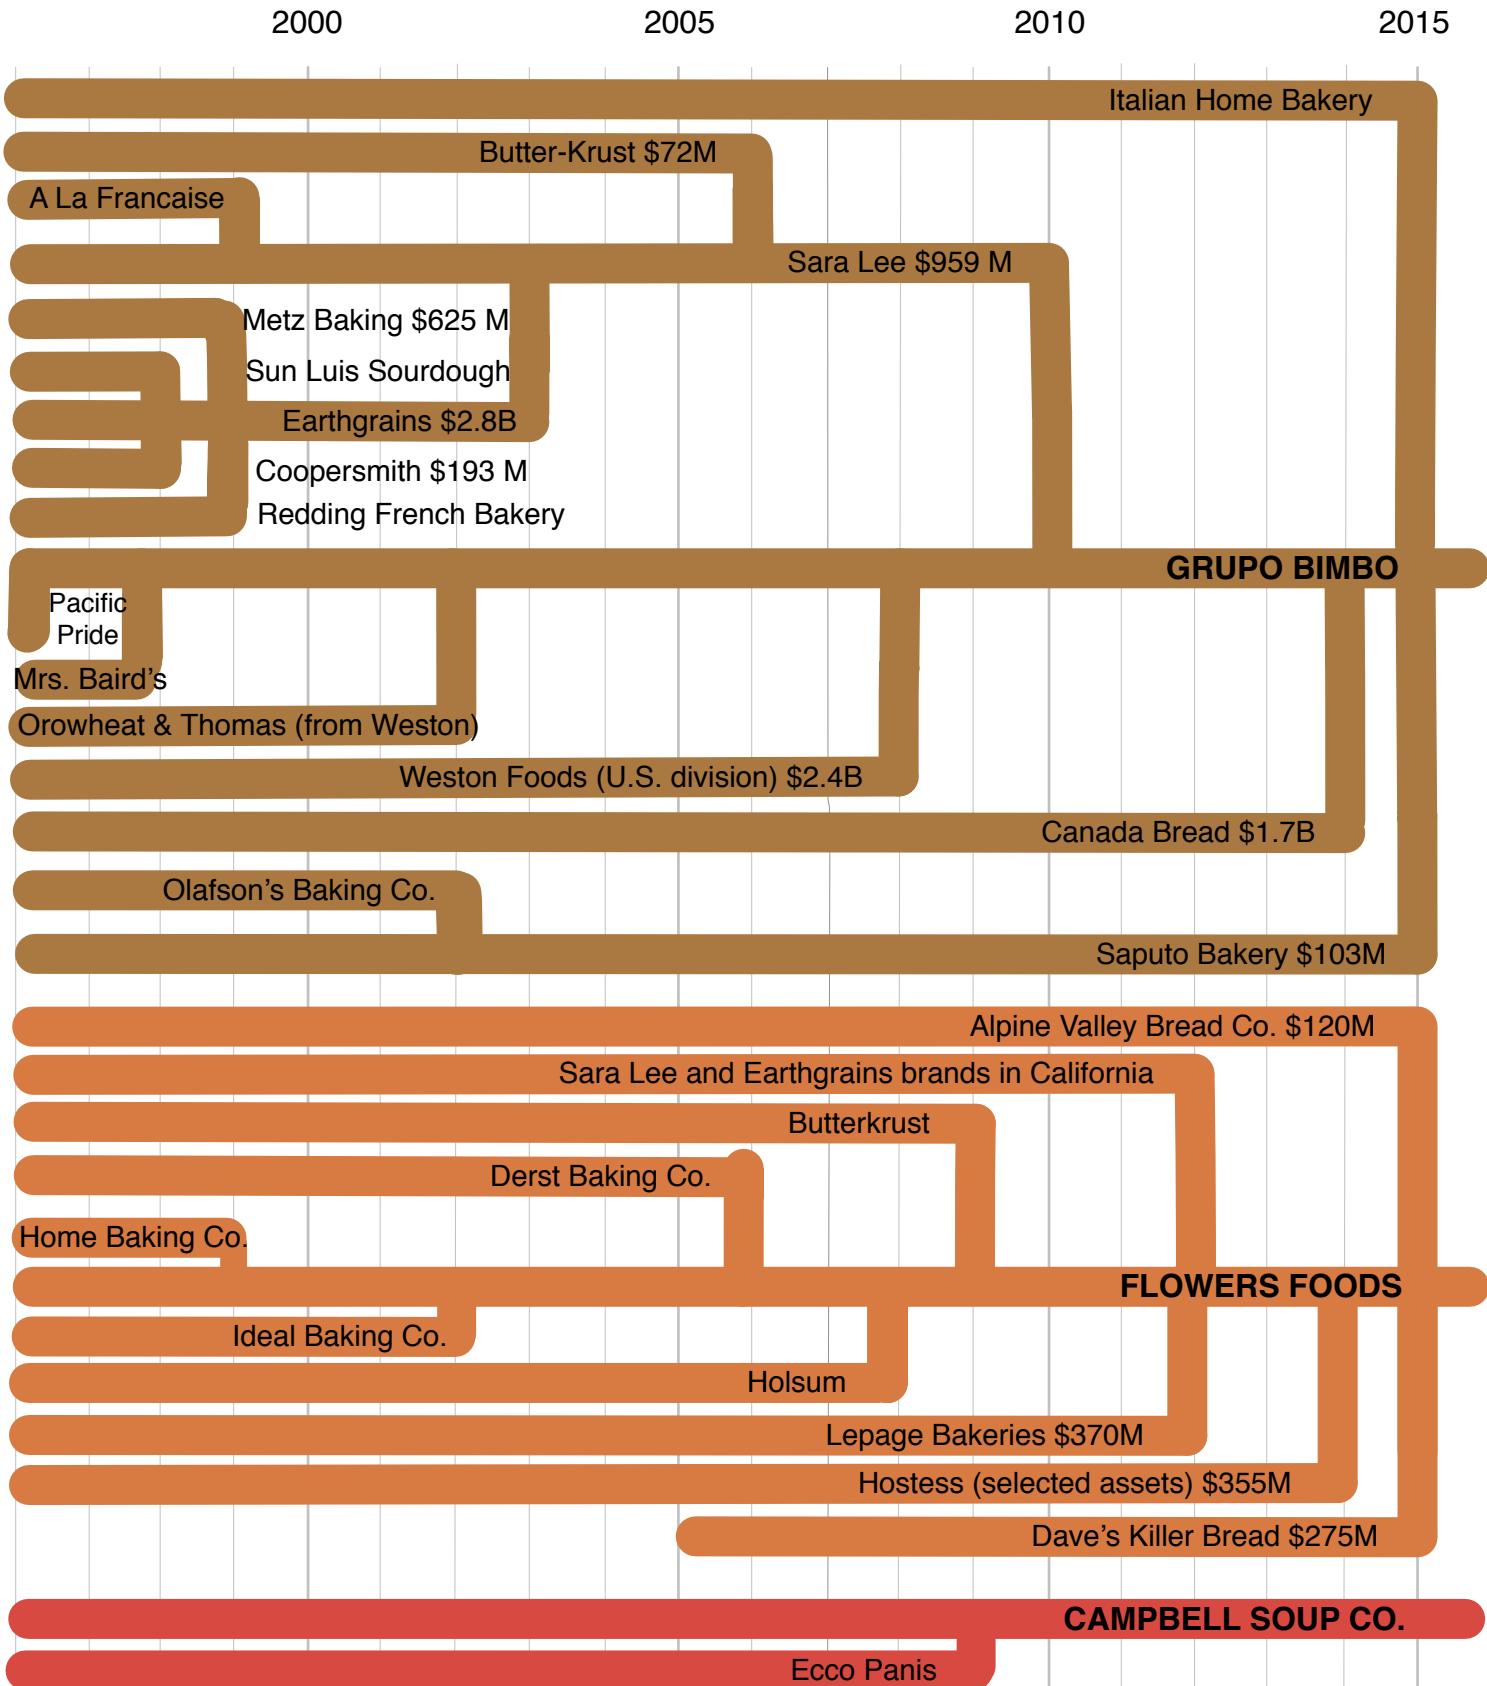 2000 2005 2010 2015
Italian Home Bakery
Butter-Krust $72M
A La Francaise
Sara Lee $959 M
Metz Baking $625 M
Sun Luis Sourdough
Earthgrains $2.8B
Coopersmith $193 M
Redding French Bakery
GRUPO BIMBO
Pacific
Pride
Mrs. Baird’s
Orowheat & Thomas (from Weston)
Weston Foods (U.S. division) $2.4B
Canada Bread $1.7B
Olafson’s Baking Co.
Saputo Bakery $103M
Alpine Valley Bread Co. $120M
Sara Lee and Earthgrains brands in California
Butterkrust
Derst Baking Co.
Home Baking Co.
FLOWERS FOODS
Ideal Baking Co.
Holsum
Lepage Bakeries $370M
Hostess (selected assets) $355M
Dave’s Killer Bread $275M
CAMPBELL SOUP CO.
Ecco Panis